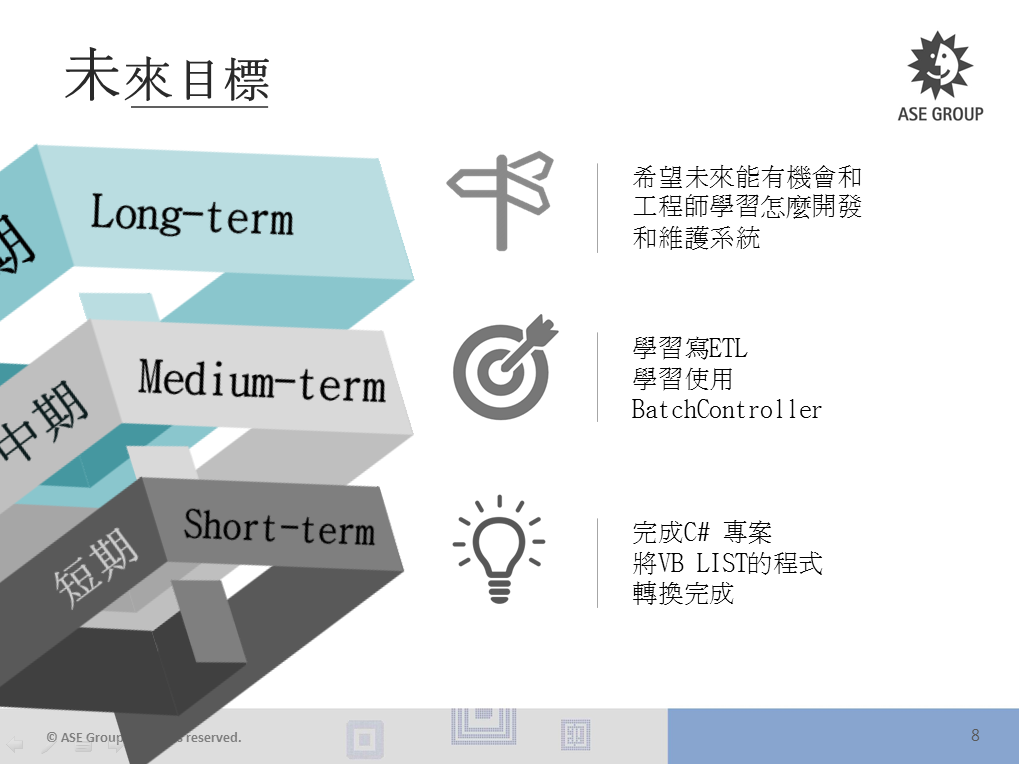 未來目標
ASE GROUP
期
Long-term
希望未來能有機會和
工程師學習怎麼開發
和維護系統
中期
Medium-term
學習寫ETL
學習使用
BatchController
短期
Short-term
完成C# 專案
將VB LIST的程式
轉換完成
© ASE Group
reserved.
8